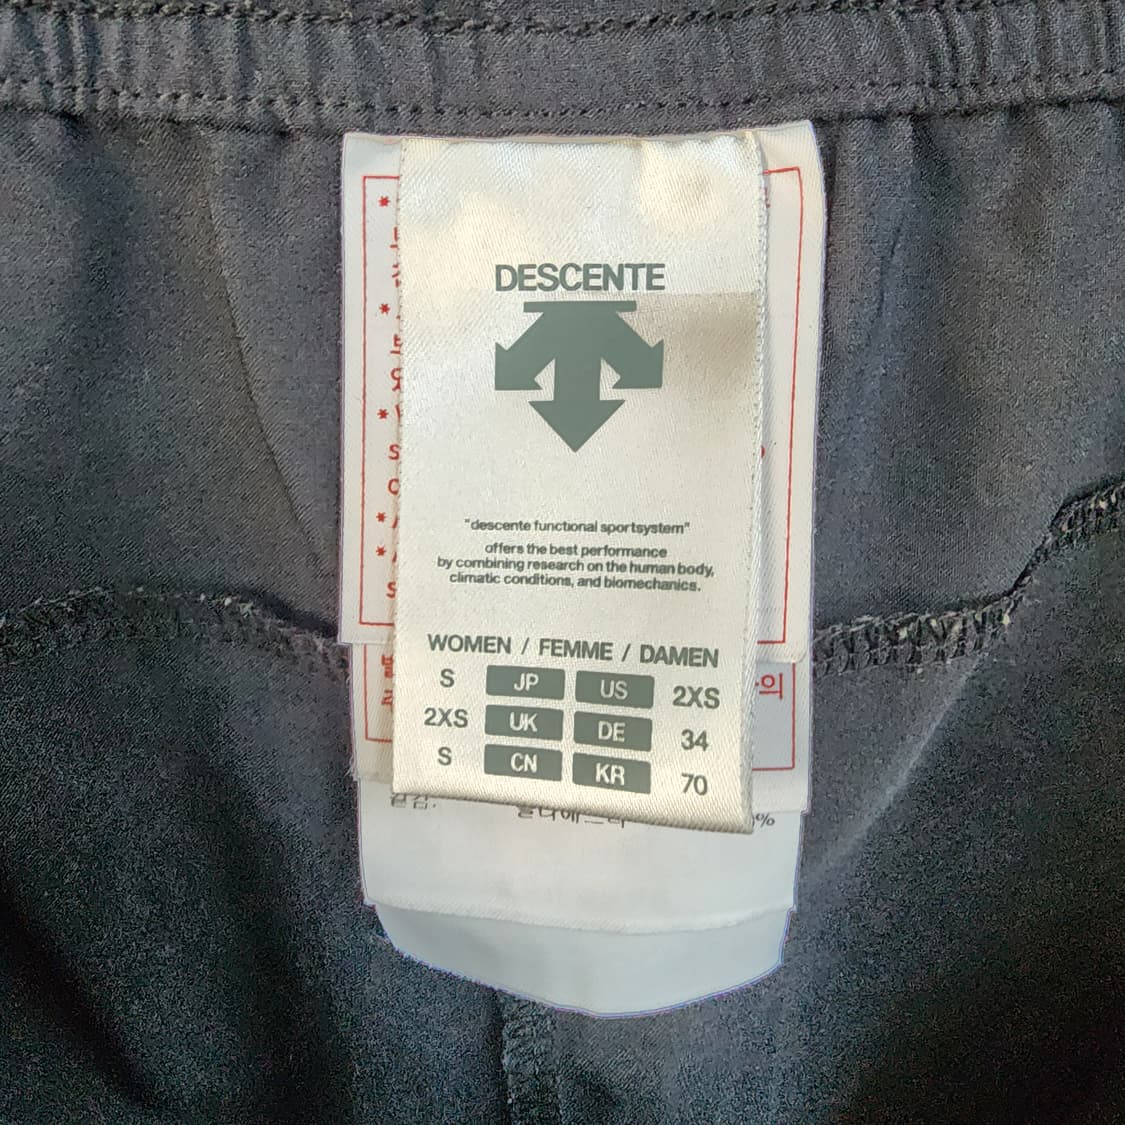 DESCENTE
"descente functional sportsystem"
offers the best performance
by combining research on the human body,
climatic conditions, and biomechanics.
WOMEN / FEMME / DAMEN
S JP US 2XS
2XS UK DE 34
S CN KR 70
의
%